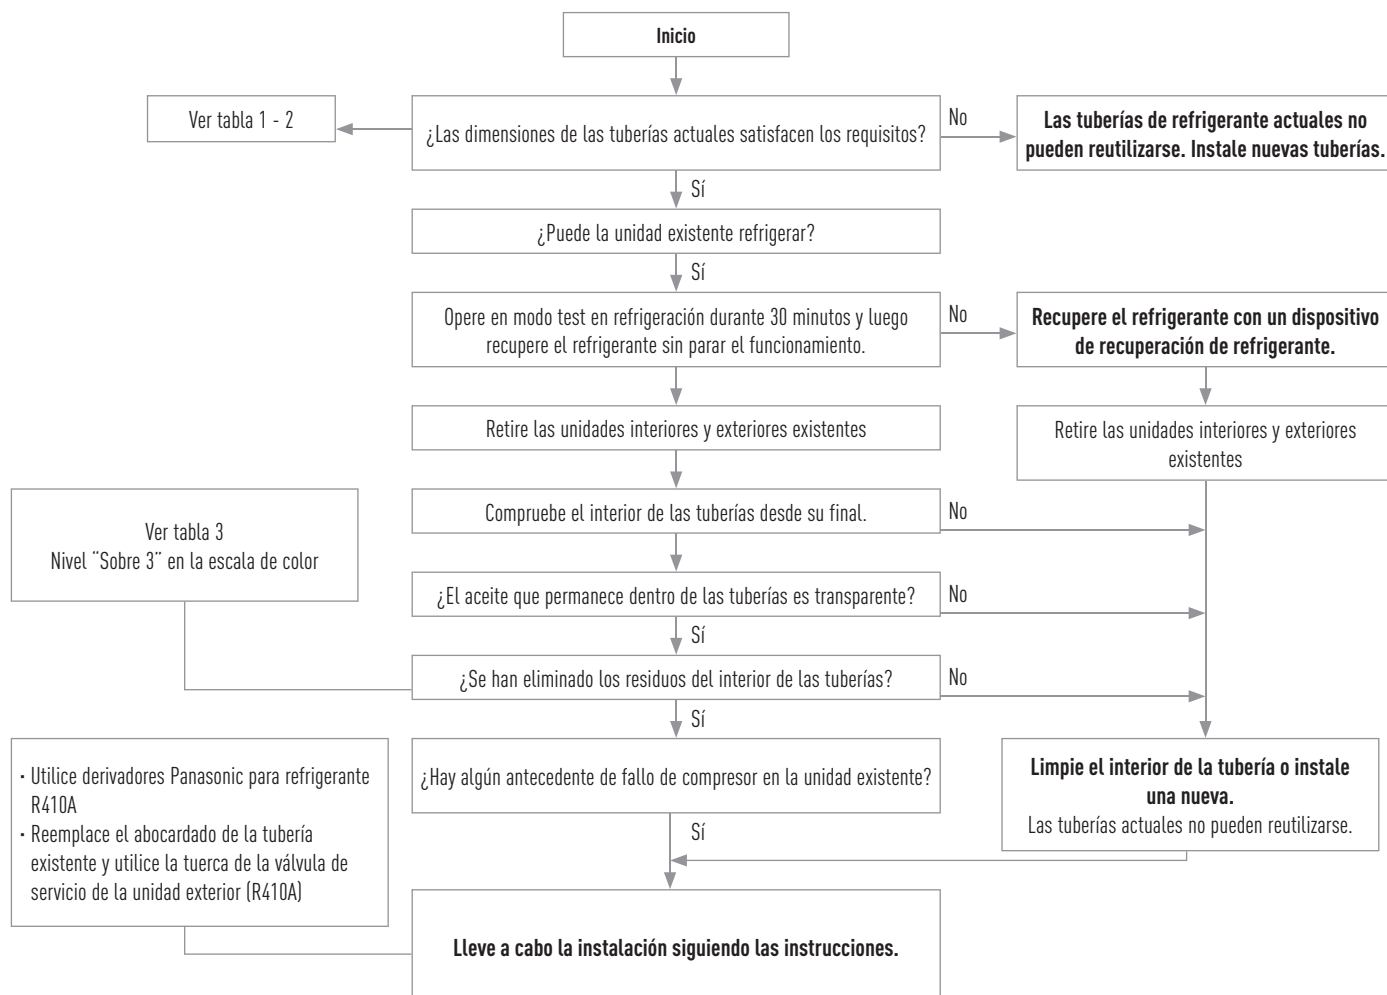 Inicio
Ver tabla 1 - 2
¿Las dimensiones de las tuberías actuales satisfacen los requisitos?
No
Las tuberías de refrigerante actuales no
pueden reutilizarse. Instale nuevas tuberías.
Sí
¿Puede la unidad existente refrigerar?
Sí
Opere en modo test en refrigeración durante 30 minutos y luego
recupere el refrigerante sin parar el funcionamiento.
No
Recupere el refrigerante con un dispositivo
de recuperación de refrigerante.
Retire las unidades interiores y exteriores existentes
Retire las unidades interiores y exteriores
existentes
Ver tabla 3
Nivel ¨Sobre 3¨ en la escala de color
Compruebe el interior de las tuberías desde su final.
No
¿El aceite que permanece dentro de las tuberías es transparente?
No
Sí
¿Se han eliminado los residuos del interior de las tuberías?
No
Sí
· Utilice derivadores Panasonic para refrigerante
R410A
· Reemplace el abocardado de la tubería
existente y utilice la tuerca de la válvula de
servicio de la unidad exterior (R410A)
¿Hay algún antecedente de fallo de compresor en la unidad existente?
Sí
Limpie el interior de la tubería o instale
una nueva.
Las tuberías actuales no pueden reutilizarse.
Lleve a cabo la instalación siguiendo las instrucciones.